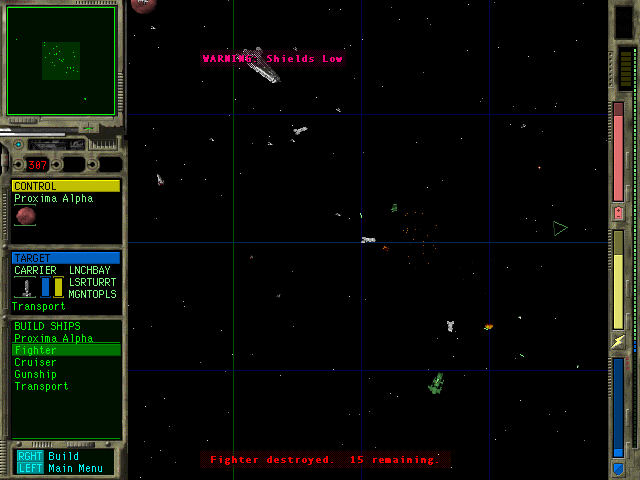 WARNING: Shields Low
307
CONTROL
Proxima Alpha
TARGET
CARRIER LNCHBAY
LSRTURRT
MGNTOPLS
Transport
BUILD SHIPS
Proxima Alpha
Fighter
Cruiser
Gunship
Transport
RGHT Build
LEFT Main Menu
Fighter destroyed. 15 remaining.